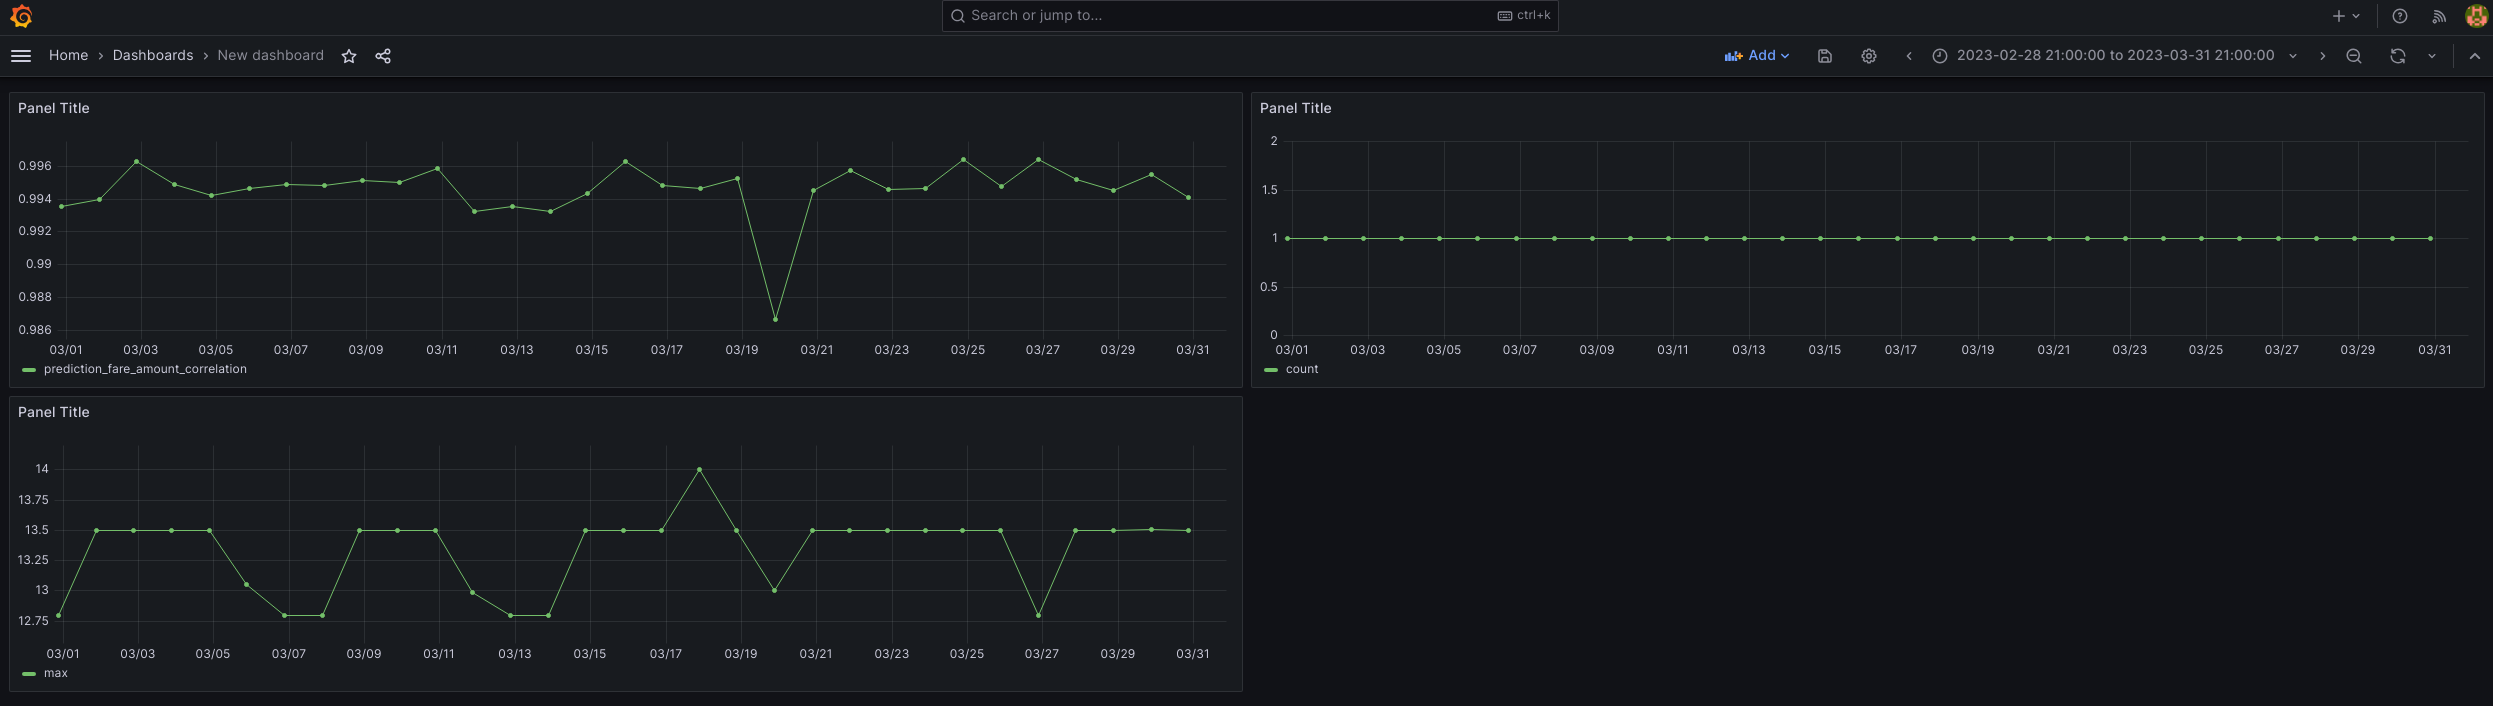 Search or jump to... ctrl+k
Home › Dashboards › New dashboard
Add
2023-02-28 21:00:00 to 2023-03-31 21:00:00
Panel Title
0.996
0.994
0.992
0.99
0.988
0.986
03/01 03/03 03/05 03/07 03/09 03/11 03/13 03/15 03/17 03/19 03/21 03/23 03/25 03/27 03/29 03/31
prediction_fare_amount_correlation
Panel Title
2
1.5
1
0.5
0
03/01 03/03 03/05 03/07 03/09 03/11 03/13 03/15 03/17 03/19 03/21 03/23 03/25 03/27 03/29 03/31
count
Panel Title
14
13.75
13.5
13.25
13
12.75
03/01 03/03 03/05 03/07 03/09 03/11 03/13 03/15 03/17 03/19 03/21 03/23 03/25 03/27 03/29 03/31
max